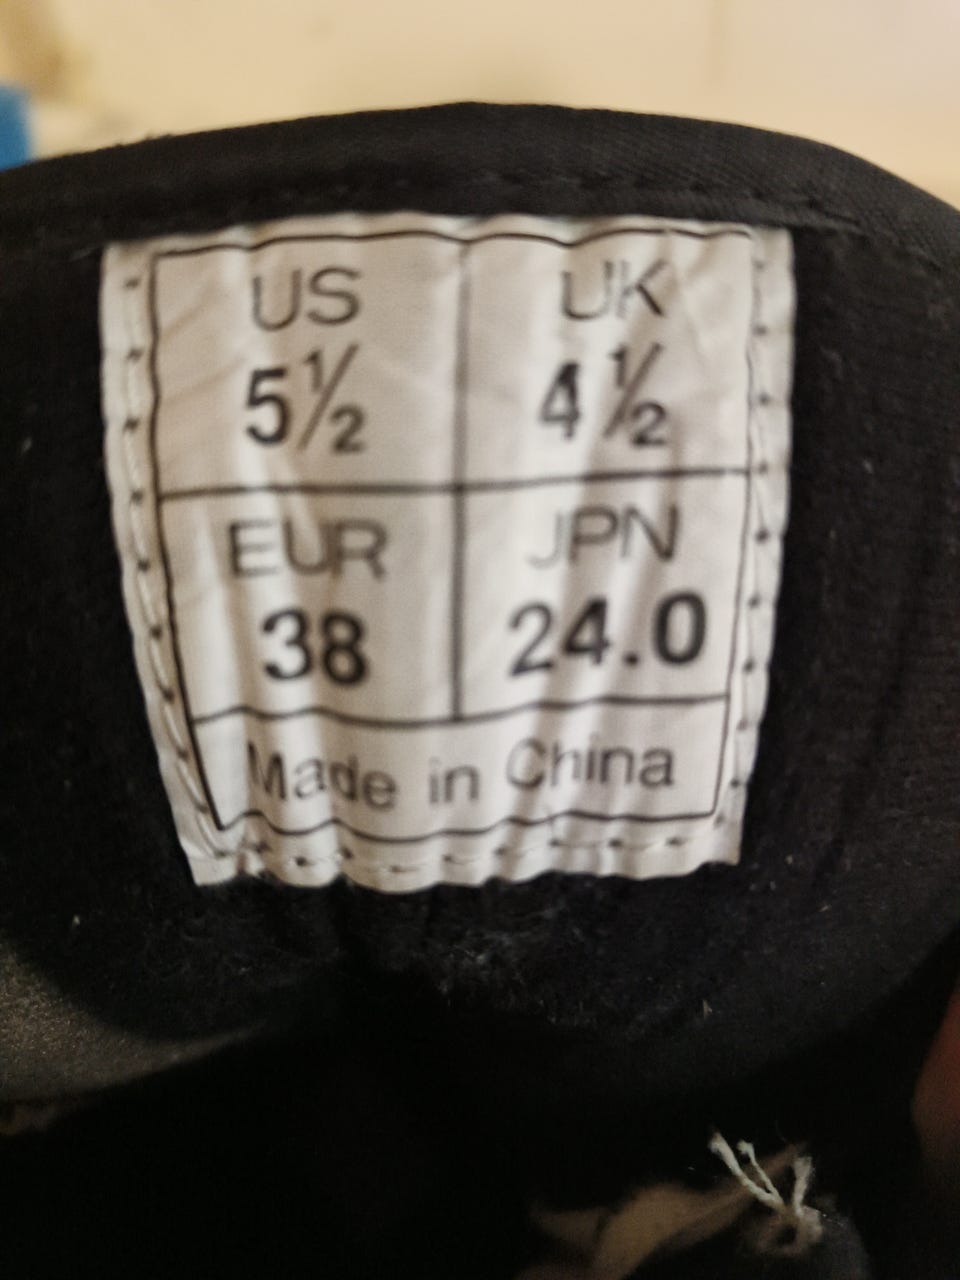 US UK
5½ 4½
EUR JPN
38 24.0
Made in China